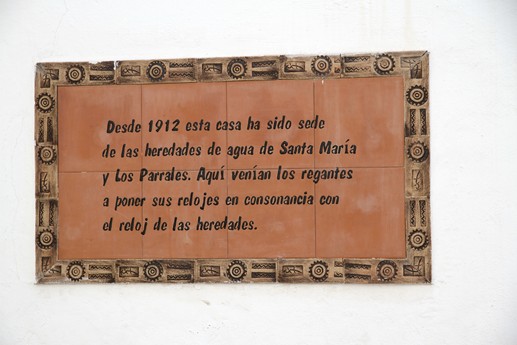 Desde 1912 esta casa ha sido sede
de las heredades de agua de Santa María
y Los Parrales. Aquí venían los regantes
a poner sus relojes en consonancia con
el reloj de las heredades.